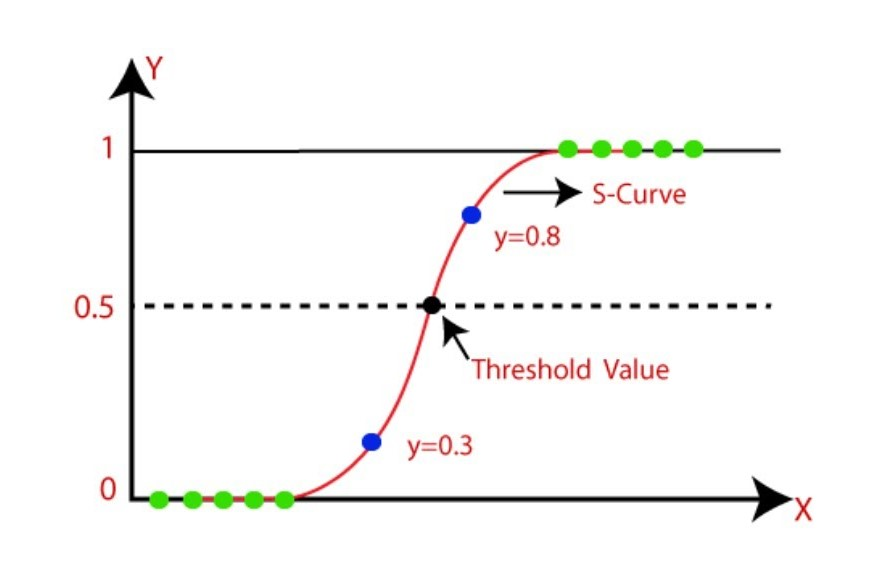 Y
1
S-Curve
y=0.8
0.5
Threshold Value
y=0.3
0
X